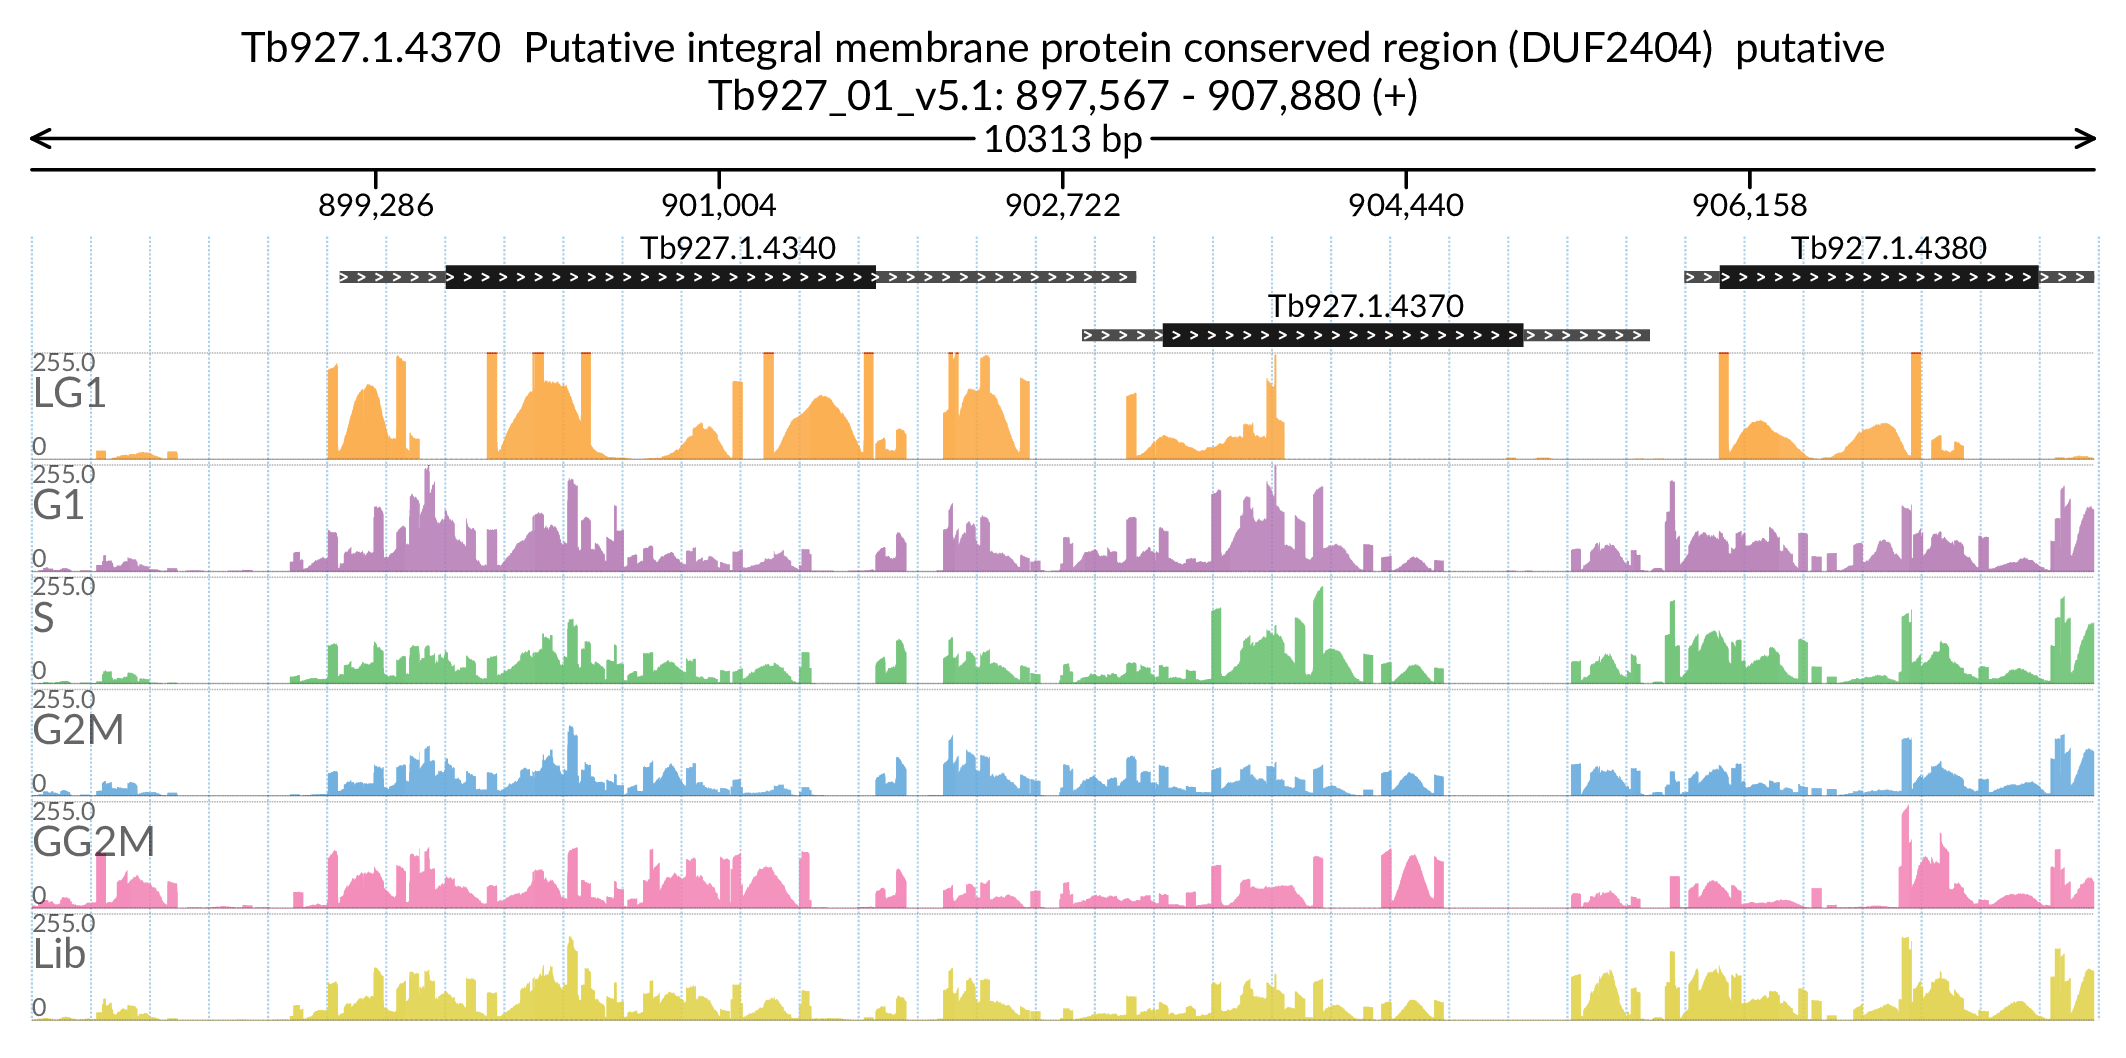 Tb927.1.4370  Putative integral membrane protein conserved region (DUF2404)  putative
Tb927_01_v5.1: 897,567 - 907,880 (+)
10313 bp
899,286 901,004 902,722 904,440 906,158
Tb927.1.4340 Tb927.1.4380
Tb927.1.4370
255.0
LG1
0
255.0
G1
0
255.0
S
0
255.0
G2M
0
255.0
GG2M
0
255.0
Lib
0